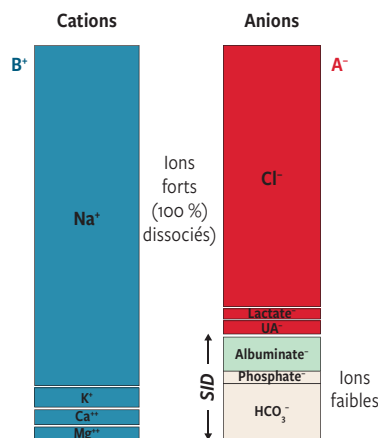 Cations
Anions
B⁺
A⁻
Na⁺
Ions
forts
(100 %)
dissociés)
Cl⁻
Lactate⁻
UA⁻
SID
Albuminate⁻
Phosphate⁻
HCO₃⁻
Ions
faibles
K⁺
Ca⁺⁺
Mg⁺⁺